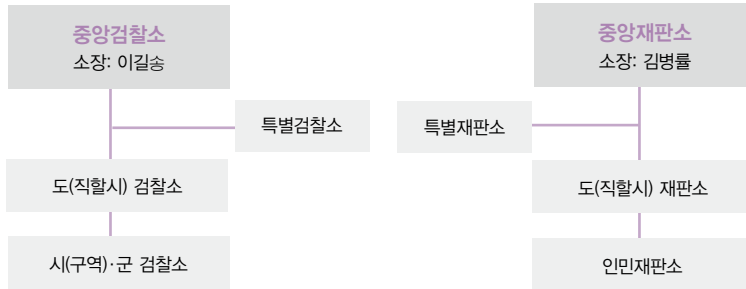 중앙검찰소
소장: 이길송
특별검찰소
도(직할시) 검찰소
시(구역)·군 검찰소
중앙재판소
소장: 김병률
특별재판소
도(직할시) 재판소
인민재판소